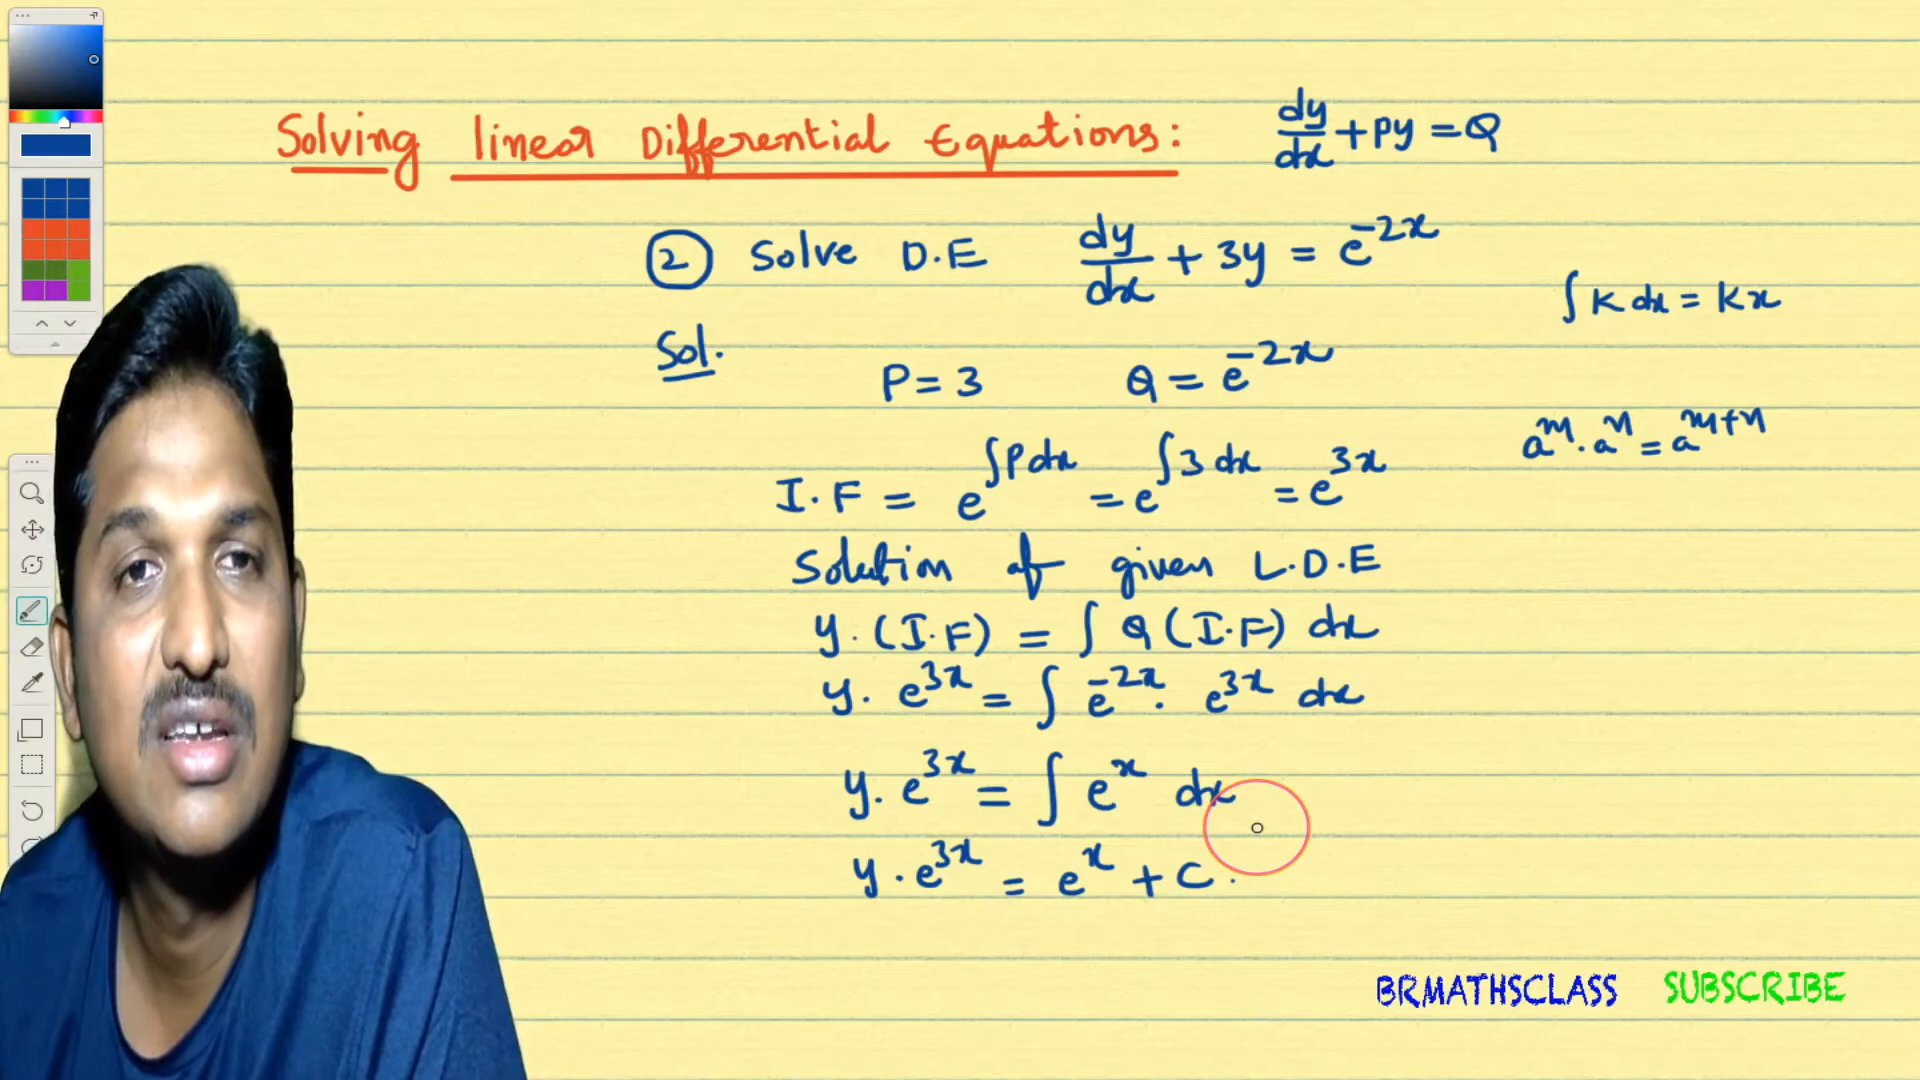 Solving linear Differential Equations: dy/dx + Py = Q
② Solve D.E dy/dx + 3y = e^-2x
∫ K dx = Kx
Sol.
P = 3 Q = e^-2x
a^m . a^n = a^m+n
I.F = e^∫P dx = e^∫3 dx = e^3x
Solution of given L.D.E
y. (I.F) = ∫ Q (I.F) dx
y. e^3x = ∫ e^-2x . e^3x dx
y. e^3x = ∫ e^x dx
y. e^3x = e^x + C.
BRMATHSCLASS SUBSCRIBE